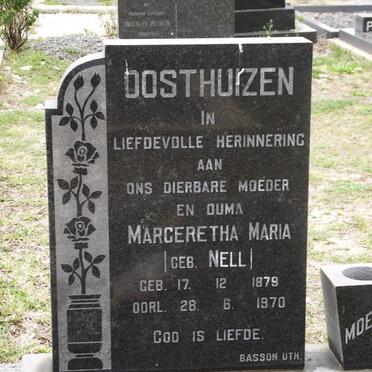 OOSTHUIZEN
IN
LIEFDEVOLLE HERINNERING
AAN
ONS DIERBARE MOEDER
EN OUMA
MARGERETHA MARIA
(GEB. NELL)
GEB. 17. 12 1879
OORL. 28. 6. 1970
GOD IS LIEFDE.
BASSON UTH.
MOE